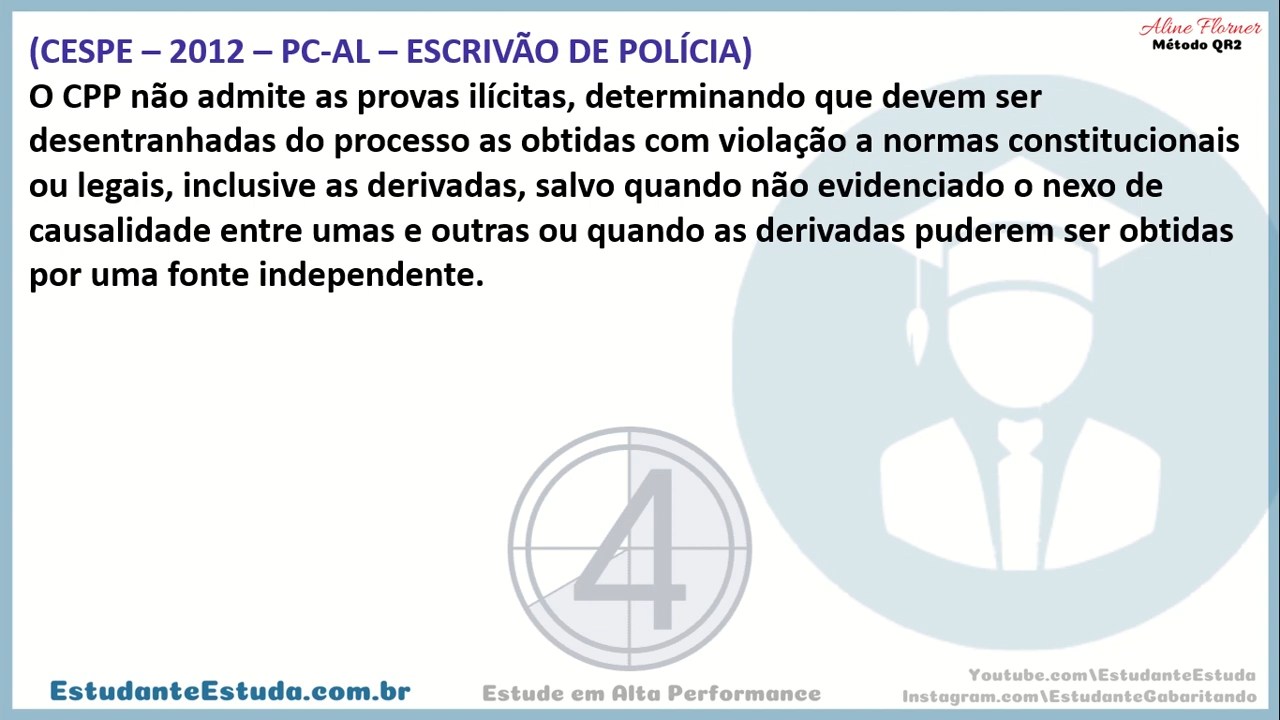 Aline Florner
Método QR2
(CESPE – 2012 – PC-AL – ESCRIVÃO DE POLÍCIA)
O CPP não admite as provas ilícitas, determinando que devem ser
desentranhadas do processo as obtidas com violação a normas constitucionais
ou legais, inclusive as derivadas, salvo quando não evidenciado o nexo de
causalidade entre umas e outras ou quando as derivadas puderem ser obtidas
por uma fonte independente.
4
EstudanteEstuda.com.br
Estude em Alta Performance
Youtube.com\EstudanteEstuda
Instagram.com/EstudanteGabaritando